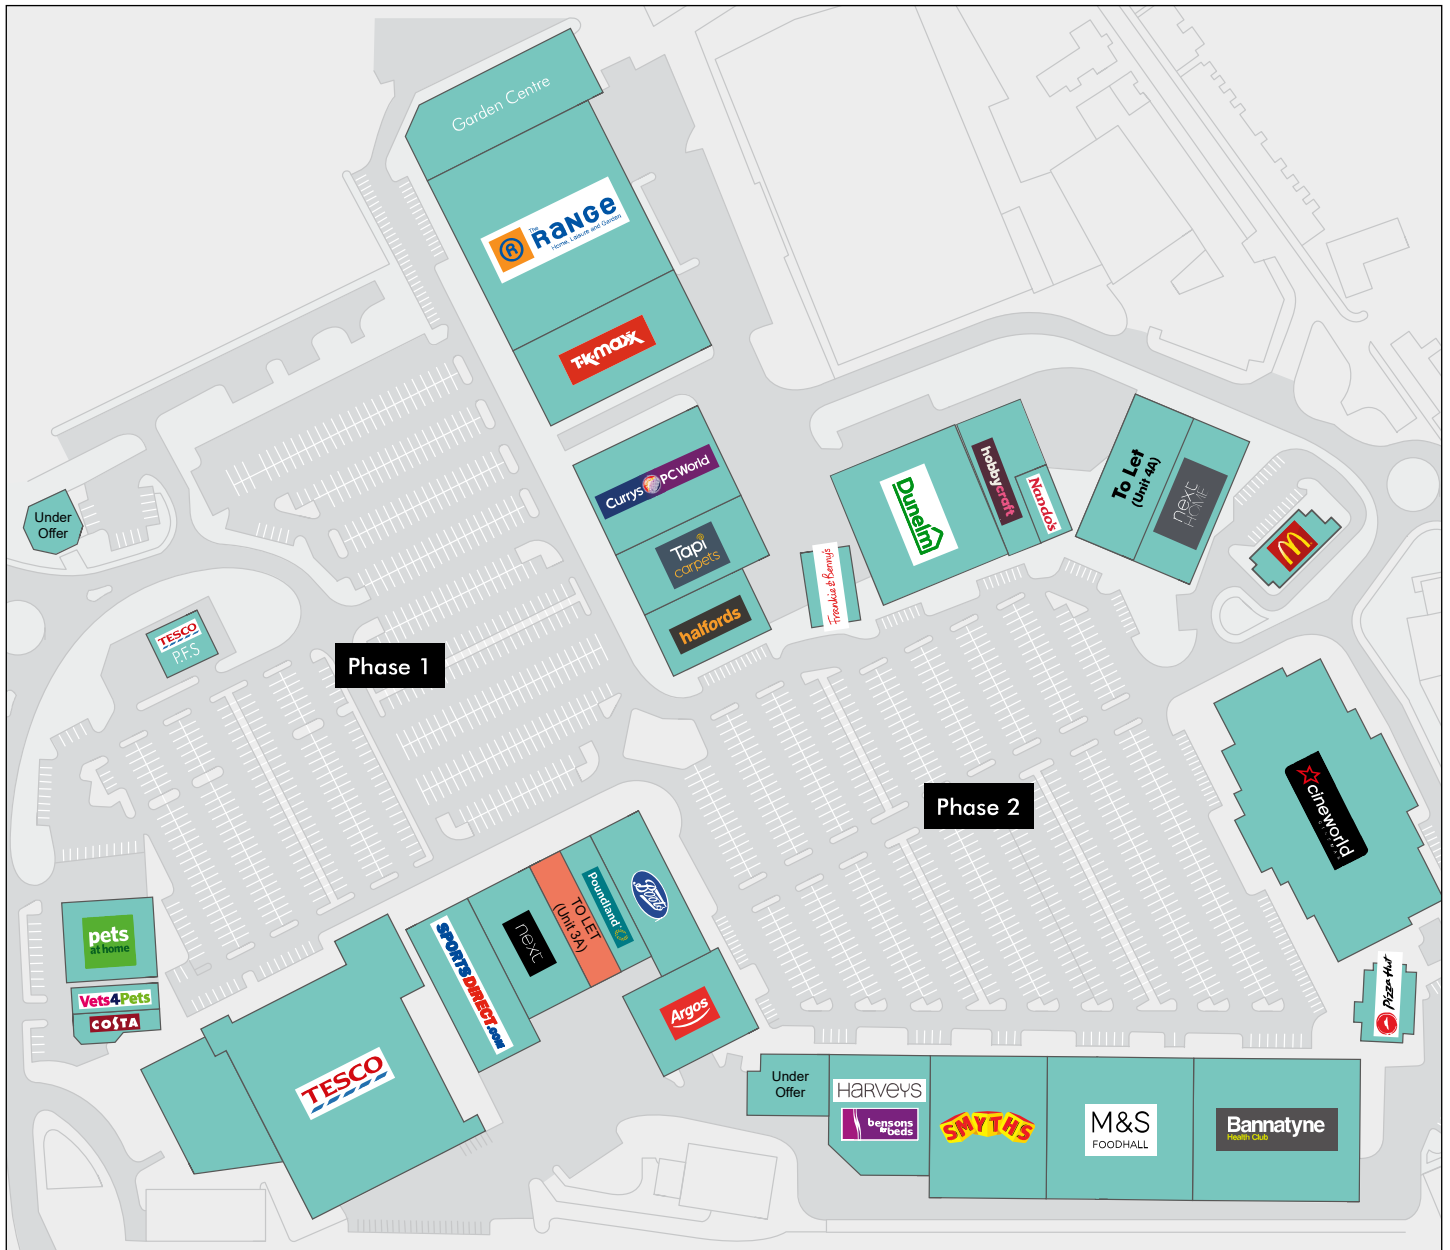 Garden Centre
The
RANGE
Home, Leisure and Garden
R
T·K·maxx
Currys PC World
Tapi
carpets
halfords
Frankie & Benny's
Dunelm
hobbycraft
Nando's
To Let
(Unit 4A)
next
HOME
M
Under
Offer
TESCO
P.F.S
Phase 1
Phase 2
cineworld
CINEMAS
Pizza Hut
pets
at home
Vets4Pets
COSTA
TESCO
SPORTSDIRECT.COM
next
TO LET
(Unit 3A)
Poundland
Boots
Argos
Under
Offer
HARVEYS
bensons
for beds
SMYTHS
M&S
FOODHALL
Bannatyne
Health Club